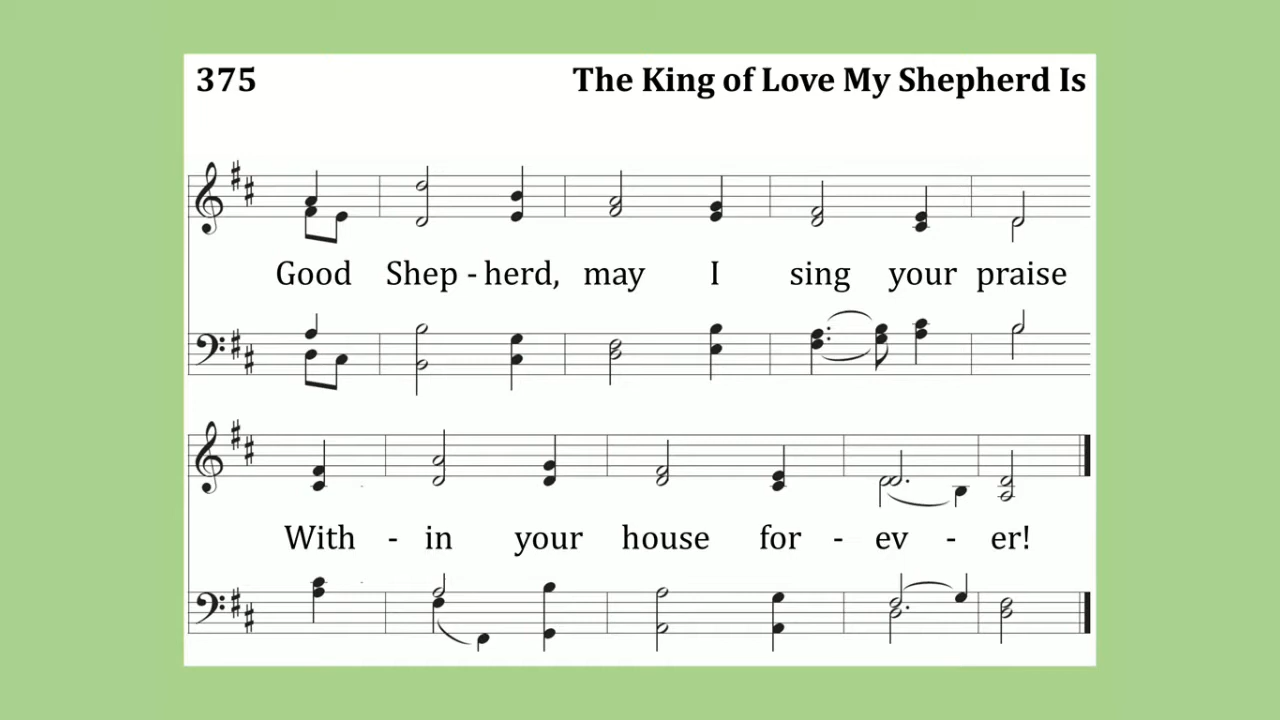 375 The King of Love My Shepherd Is
Good Shep - herd, may I sing your praise
With - in your house for - ev - er!